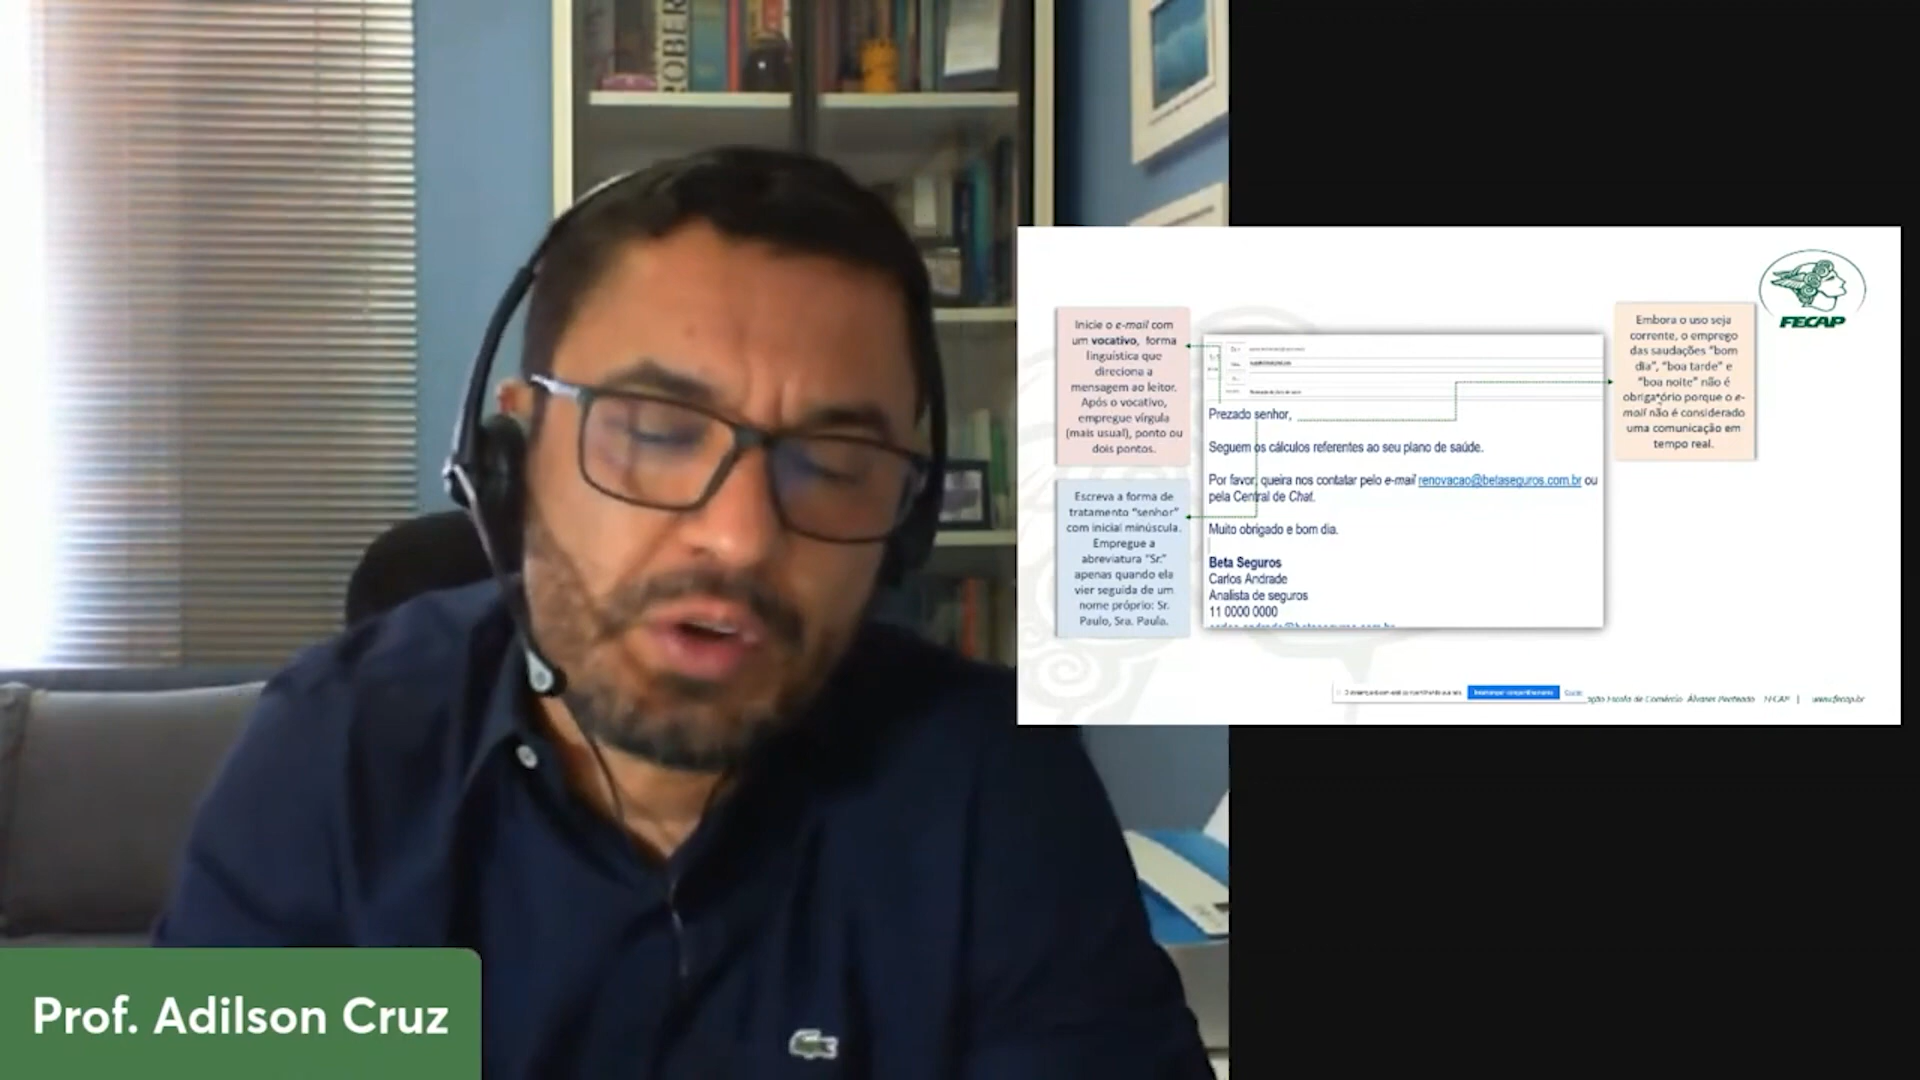 ROBER
FECAP
Inicie o e-mail com
um vocativo, forma
linguística que
direciona a
mensagem ao leitor.
Após o vocativo,
empregue vírgula
(mais usual), ponto ou
dois pontos.
Escreva a forma de
tratamento “senhor”
com inicial minúscula.
Empregue a
abreviatura “Sr.”
apenas quando ela
vier seguida de um
nome próprio: Sr.
Paulo, Sra. Paula.
Prezado senhor,
Seguem os cálculos referentes ao seu plano de saúde.
Por favor, queira nos contatar pelo e-mail renovacao@betaseguros.com.br ou
pela Central de Chat.
Muito obrigado e bom dia.
Beta Seguros
Carlos Andrade
Analista de seguros
11 0000 0000
Embora o uso seja
corrente, o emprego
das saudações “bom
dia”, “boa tarde” e
“boa noite” não é
obrigatório porque o e-
mail não é considerado
uma comunicação em
tempo real.
Escola de Comércio Álvares Penteado FECAP | www.fecap.br
Prof. Adilson Cruz